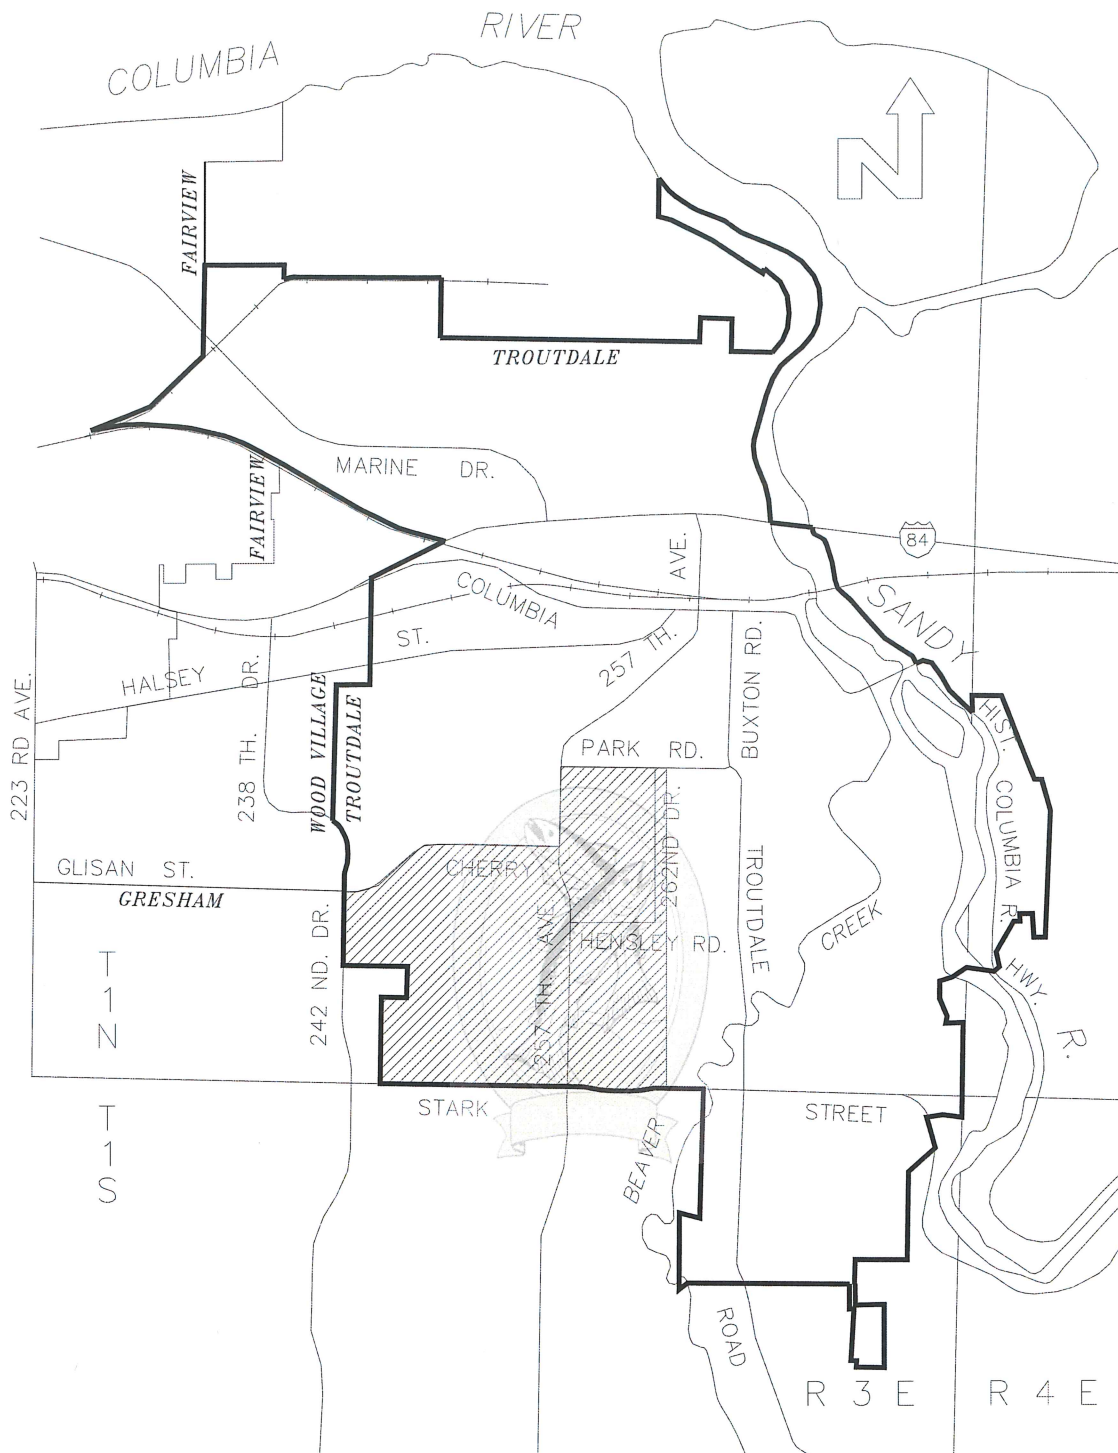 COLUMBIA RIVER
N
FAIRVIEW
TROUTDALE
FAIRVIEW
MARINE DR.
84
AVE.
COLUMBIA
SANDY
HALSEY ST.
257 TH.
BUXTON RD.
223 RD AVE.
238 TH. DR.
WOOD VILLAGE
TROUTDALE
PARK RD.
HIST.
COLUMBIA R.
HWY.
R.
GLISAN ST.
GRESHAM
CHERRY
262ND DR.
TROUTDALE
CREEK
HENSLEY RD.
257 TH. AVE
242 ND. DR.
T1N
T1S
STARK STREET
BEAVER
ROAD
R 3 E
R 4 E